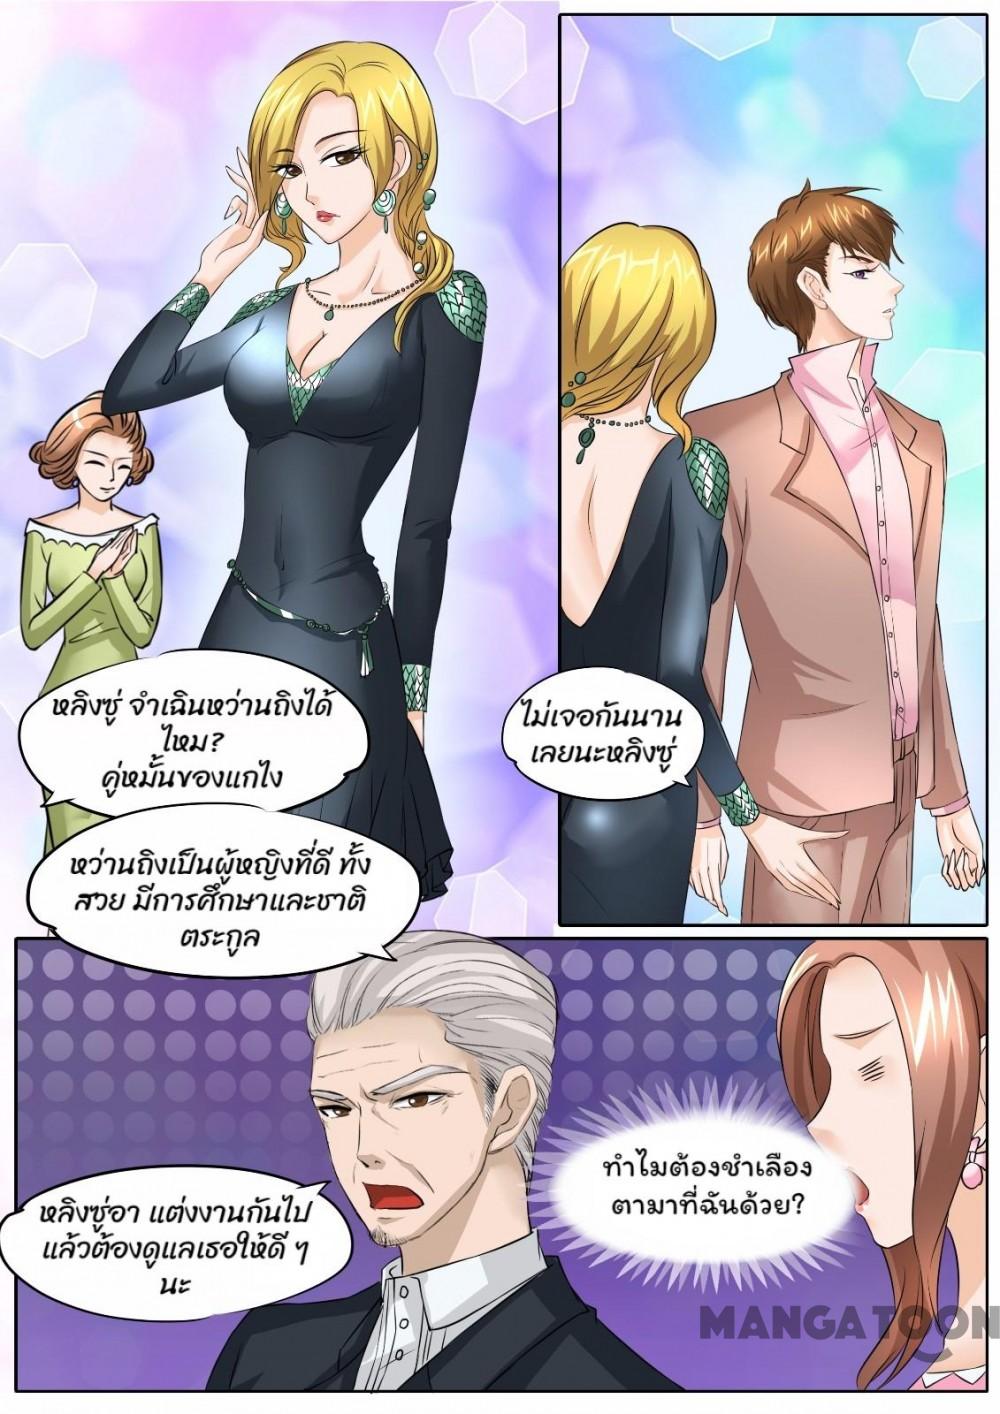 หลิงซู่ จำเฉินหว่านถิงได้
ไหม?
คู่หมั้นของแกไง
หว่านถิงเป็นผู้หญิงที่ดี ทั้ง
สวย มีการศึกษาและชาติ
ตระกูล
ไม่เจอกันนาน
เลยนะหลิงซู่
หลิงซู่อา แต่งงานกันไป
แล้วต้องดูแลเธอให้ดี ๆ
นะ
ทำไมต้องชำเลือง
ตามาที่ฉันด้วย?
MANGATOON